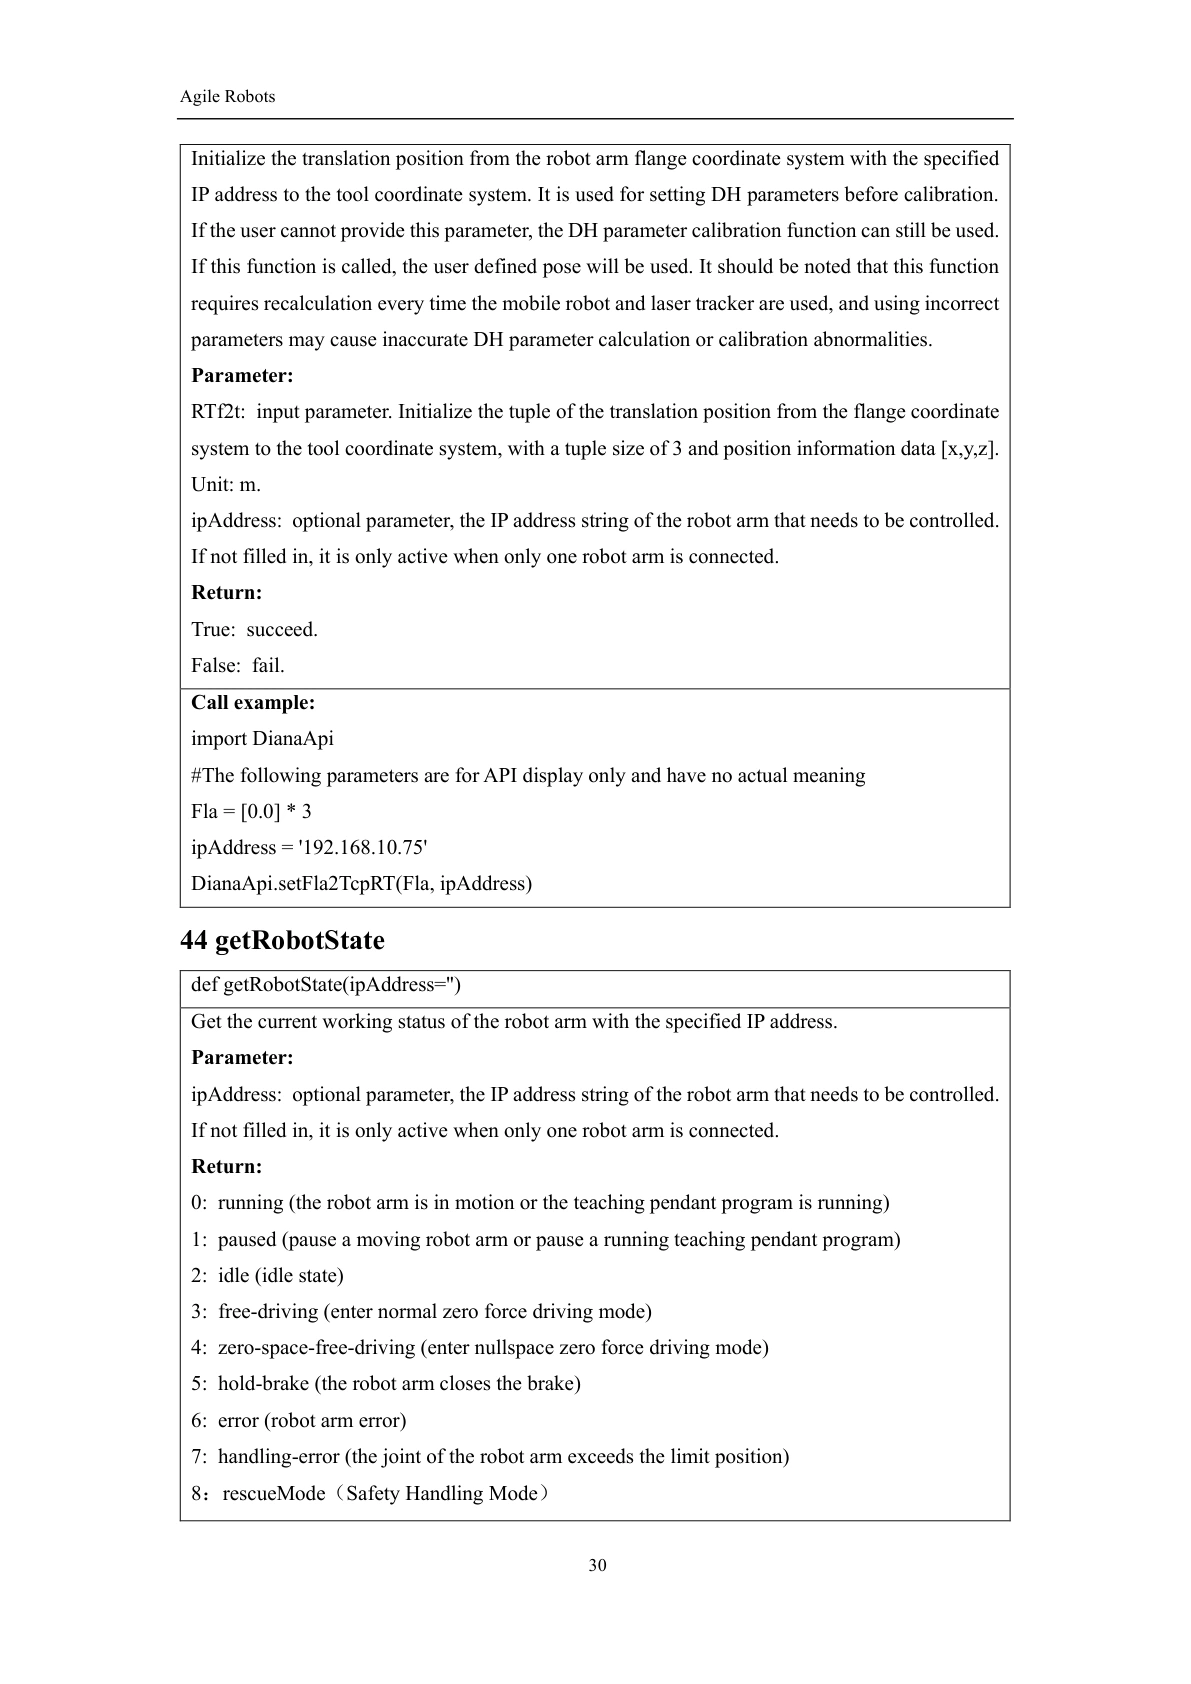 Agile Robots
Initialize the translation position from the robot arm flange coordinate system with the specified
IP address to the tool coordinate system. It is used for setting DH parameters before calibration.
If the user cannot provide this parameter, the DH parameter calibration function can still be used.
If this function is called, the user defined pose will be used. It should be noted that this function
requires recalculation every time the mobile robot and laser tracker are used, and using incorrect
parameters may cause inaccurate DH parameter calculation or calibration abnormalities.
Parameter:
RTf2t:  input parameter. Initialize the tuple of the translation position from the flange coordinate
system to the tool coordinate system, with a tuple size of 3 and position information data [x,y,z].
Unit: m.
ipAddress:  optional parameter, the IP address string of the robot arm that needs to be controlled.
If not filled in, it is only active when only one robot arm is connected.
Return:
True:  succeed.
False:  fail.
Call example:
import DianaApi
#The following parameters are for API display only and have no actual meaning
Fla = [0.0] * 3
ipAddress = '192.168.10.75'
DianaApi.setFla2TcpRT(Fla, ipAddress)
44 getRobotState
def getRobotState(ipAddress='')
Get the current working status of the robot arm with the specified IP address.
Parameter:
ipAddress:  optional parameter, the IP address string of the robot arm that needs to be controlled.
If not filled in, it is only active when only one robot arm is connected.
Return:
0:  running (the robot arm is in motion or the teaching pendant program is running)
1:  paused (pause a moving robot arm or pause a running teaching pendant program)
2:  idle (idle state)
3:  free-driving (enter normal zero force driving mode)
4:  zero-space-free-driving (enter nullspace zero force driving mode)
5:  hold-brake (the robot arm closes the brake)
6:  error (robot arm error)
7:  handling-error (the joint of the robot arm exceeds the limit position)
8：rescueMode（Safety Handling Mode）
30